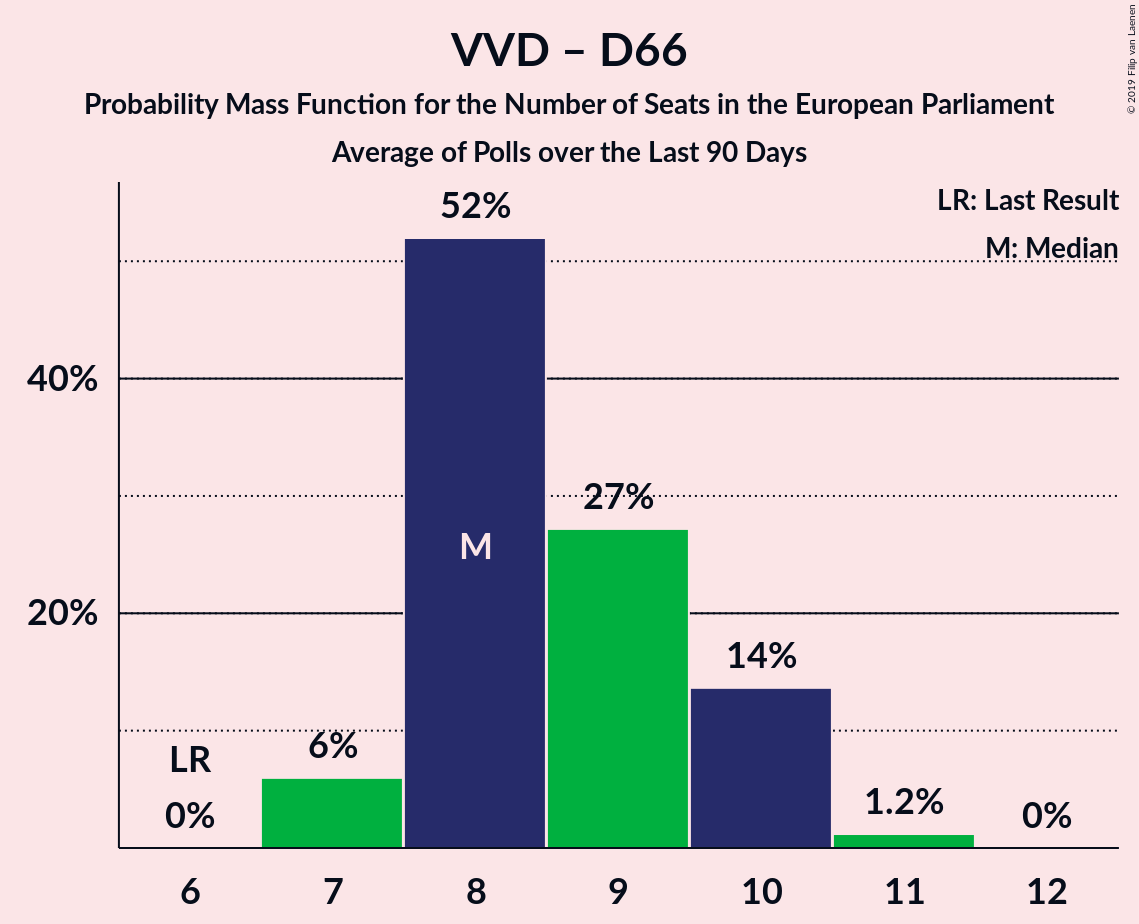 VVD – D66
Probability Mass Function for the Number of Seats in the European Parliament
Average of Polls over the Last 90 Days
© 2019 Filip van Laenen
LR: Last Result
M: Median
52%
40%
27%
M
20%
14%
LR
6%
1.2%
0%
0%
6 7 8 9 10 11 12